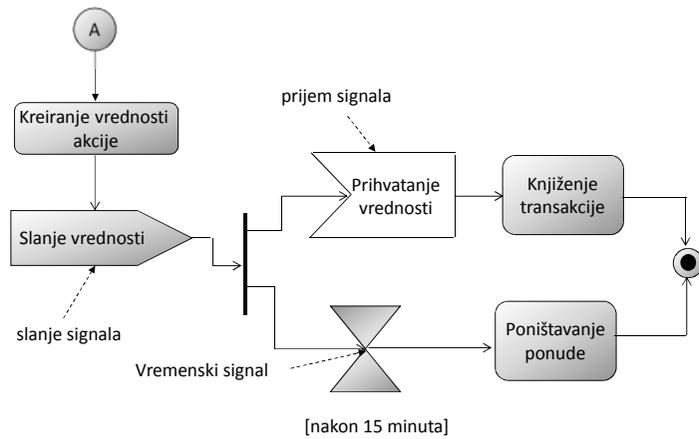 A
Kreiranje vrednosti
akcije
prijem signala
Slanje vrednosti
Prihvatanje
vrednosti
Knjiženje
transakcije
slanje signala
Vremenski signal
Poništavanje
ponude
[nakon 15 minuta]